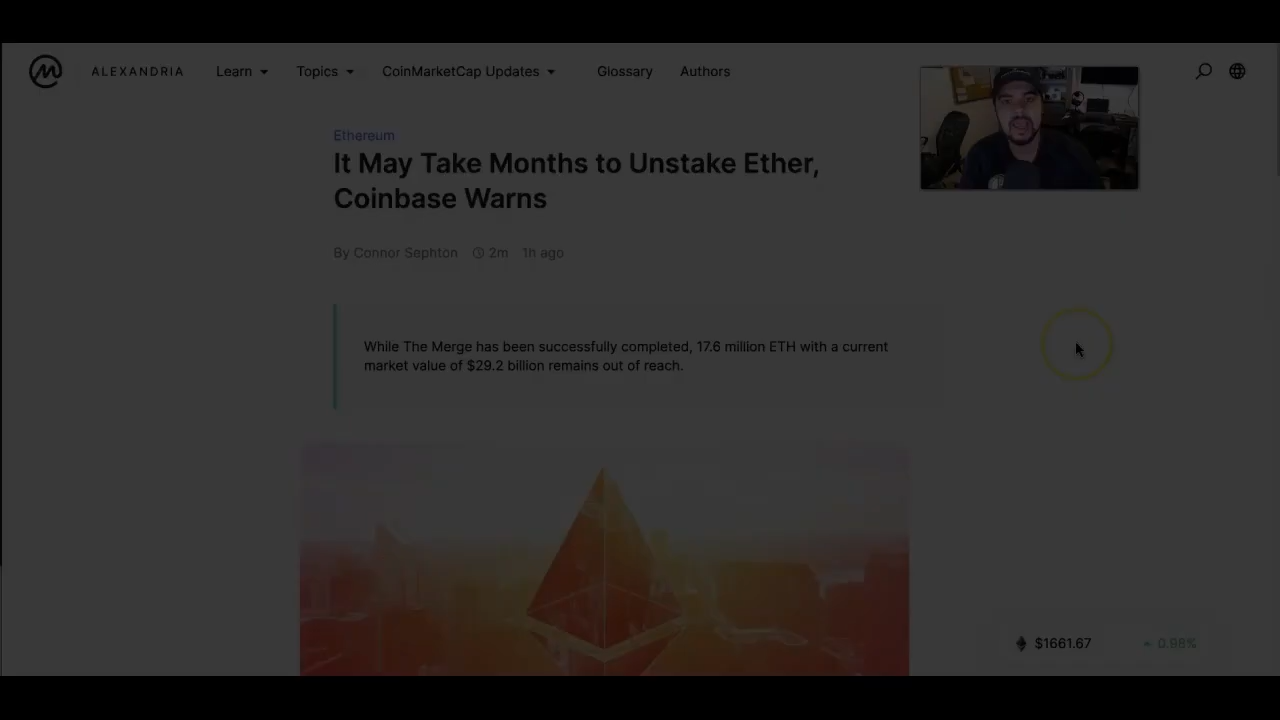 ALEXANDRIA Learn Topics CoinMarketCap Updates Glossary Authors
Ethereum
It May Take Months to Unstake Ether,
Coinbase Warns
By Connor Sephton 2m 1h ago
While The Merge has been successfully completed, 17.6 million ETH with a current
market value of $29.2 billion remains out of reach.
$1661.67 0.98%